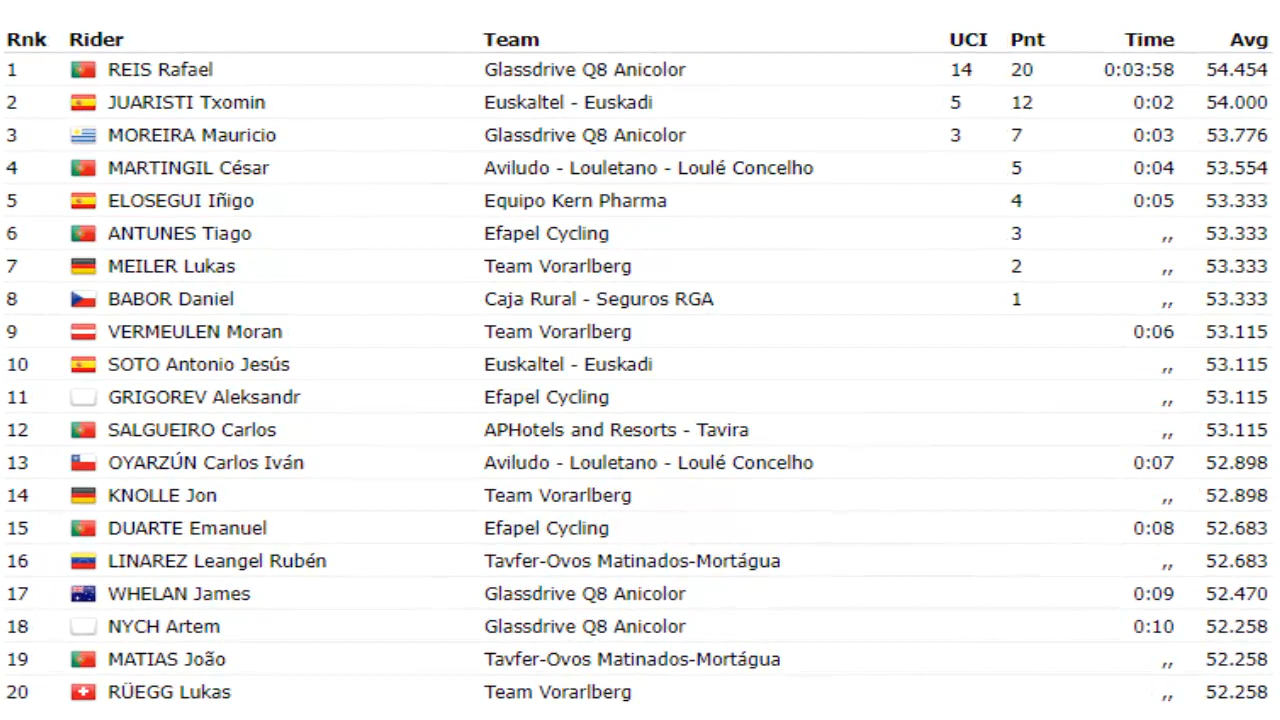 Rnk Rider Team UCI Pnt Time Avg
1 REIS Rafael Glassdrive Q8 Anicolor 14 20 0:03:58 54.454
2 JUARISTI Txomin Euskaltel - Euskadi 5 12 0:02 54.000
3 MOREIRA Mauricio Glassdrive Q8 Anicolor 3 7 0:03 53.776
4 MARTINGIL César Aviludo - Louletano - Loulé Concelho 5 0:04 53.554
5 ELOSEGUI Iñigo Equipo Kern Pharma 4 0:05 53.333
6 ANTUNES Tiago Efapel Cycling 3 ,, 53.333
7 MEILER Lukas Team Vorarlberg 2 ,, 53.333
8 BABOR Daniel Caja Rural - Seguros RGA 1 ,, 53.333
9 VERMEULEN Moran Team Vorarlberg 0:06 53.115
10 SOTO Antonio Jesús Euskaltel - Euskadi ,, 53.115
11 GRIGOREV Aleksandr Efapel Cycling ,, 53.115
12 SALGUEIRO Carlos APHotels and Resorts - Tavira ,, 53.115
13 OYARZÚN Carlos Iván Aviludo - Louletano - Loulé Concelho 0:07 52.898
14 KNOLLE Jon Team Vorarlberg ,, 52.898
15 DUARTE Emanuel Efapel Cycling 0:08 52.683
16 LINAREZ Leangel Rubén Tavfer-Ovos Matinados-Mortágua ,, 52.683
17 WHELAN James Glassdrive Q8 Anicolor 0:09 52.470
18 NYCH Artem Glassdrive Q8 Anicolor 0:10 52.258
19 MATIAS João Tavfer-Ovos Matinados-Mortágua ,, 52.258
20 RÜEGG Lukas Team Vorarlberg ,, 52.258